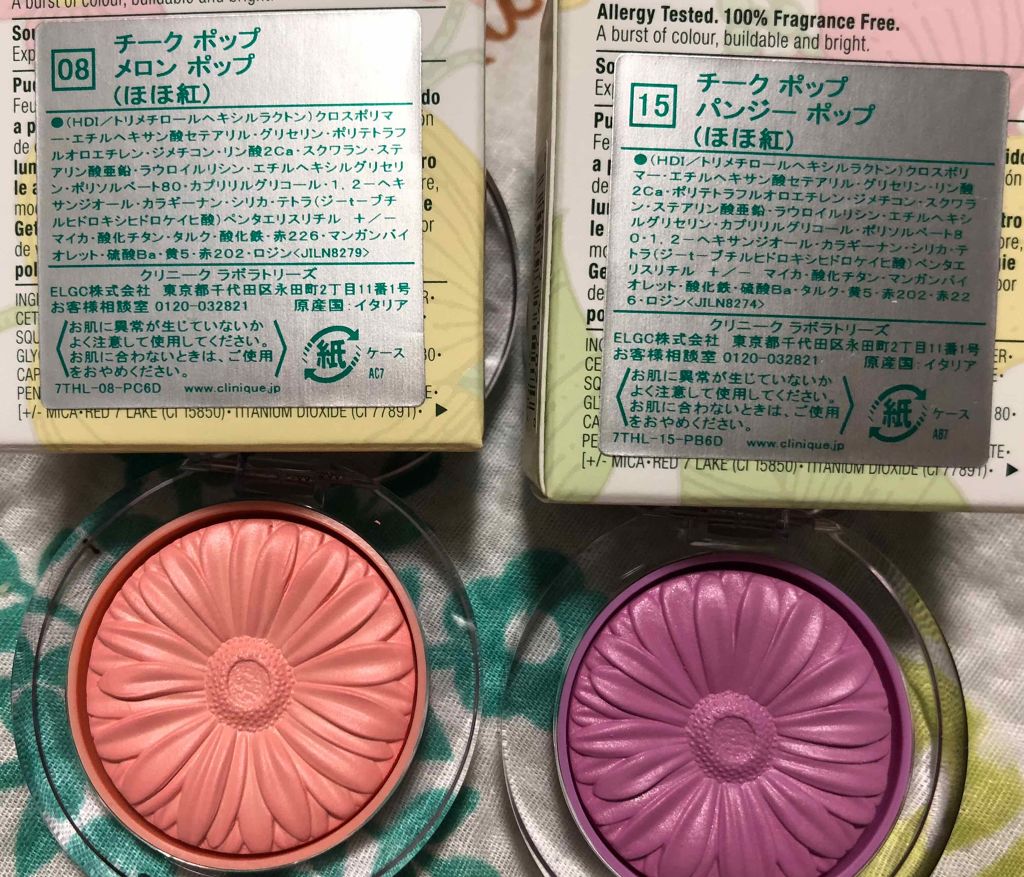 A burst of colour, buildable and bright.
08
チーク ポップ
メロン ポップ
(ほほ紅)
●(HDI/トリメチロールヘキシルラクトン)クロスポリマ
ー・エチルヘキサン酸セテアリル・グリセリン・ポリテトラフ
ルオロエチレン・ジメチコン・リン酸2Ca・スクワラン・ステ
アリン酸亜鉛・ラウロイルリシン・エチルヘキシルグリセリ
ン・ポリソルベート80・カプリリルグリコール・1,2-ヘキ
サンジオール・カラギーナン・シリカ・テトラ(ジ-t-ブチル
ヒドロキシヒドロケイヒ酸)ペンタエリスリチル +/-
マイカ・酸化チタン・タルク・酸化鉄・赤226・マンガンバイ
オレット・硫酸Ba・黄5・赤202・ロジン<JILN8279>
クリニーク ラボラトリーズ
ELGC株式会社 東京都千代田区永田町2丁目11番1号
お客様相談室 0120-032821 原産国:イタリア
お肌に異常が生じていないか
よく注意して使用してください。
お肌に合わないときは、ご使用
をおやめください。
紙 ケース
AC7
7THL-08-PC6D www.clinique.jp
[+/- MICA・RED 7 LAKE (CI 15850)・TITANIUM DIOXIDE (CI 77891)・ ▶
Allergy Tested. 100% Fragrance Free.
A burst of colour, buildable and bright.
15
チーク ポップ
パンジー ポップ
(ほほ紅)
●(HDI/トリメチロールヘキシルラクトン)クロスポリ
マー・エチルヘキサン酸セテアリル・グリセリン・リン酸
2Ca・ポリテトラフルオロエチレン・ジメチコン・スクワラ
ン・ステアリン酸亜鉛・ラウロイルリシン・エチルヘキシ
ルグリセリン・カプリリルグリコール・ポリソルベート8
0・1,2-ヘキサンジオール・カラギーナン・シリカ・テ
トラ(ジ-t-ブチルヒドロキシヒドロケイヒ酸)ペンタエ
リスリチル +/- マイカ・酸化チタン・マンガンバイ
オレット・酸化鉄・硫酸Ba・タルク・黄5・赤202・赤22
6・ロジン<JILN8274>
クリニーク ラボラトリーズ
ELGC株式会社 東京都千代田区永田町2丁目11番1号
お客様相談室 0120-032821 原産国:イタリア
お肌に異常が生じていないか
よく注意して使用してください。
お肌に合わないときは、ご使用
をおやめください。
紙 ケース
AB7
7THL-15-PB6D www.clinique.jp
[+/- MICA・RED 7 LAKE (CI 15850)・TITANIUM DIOXIDE (CI 77891)・ ▶